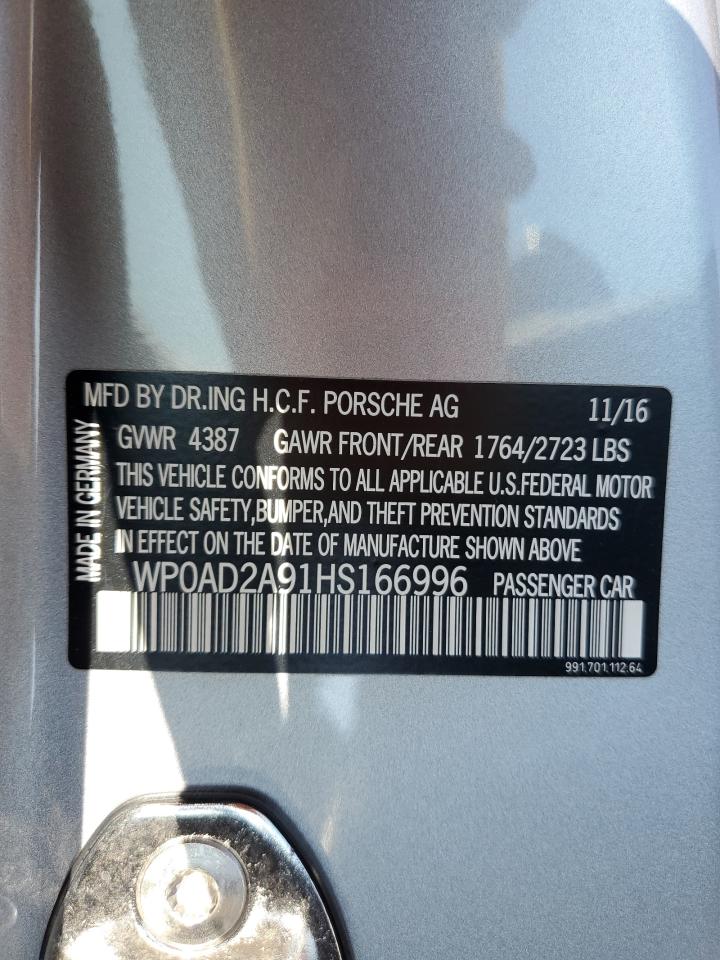 MFD BY DR.ING H.C.F. PORSCHE AG 11/16
GVWR 4387 GAWR FRONT/REAR 1764/2723 LBS
THIS VEHICLE CONFORMS TO ALL APPLICABLE U.S.FEDERAL MOTOR
VEHICLE SAFETY,BUMPER,AND THEFT PREVENTION STANDARDS
IN EFFECT ON THE DATE OF MANUFACTURE SHOWN ABOVE
WP0AD2A91HS166996 PASSENGER CAR
991.701.112.64
MADE IN GERMANY